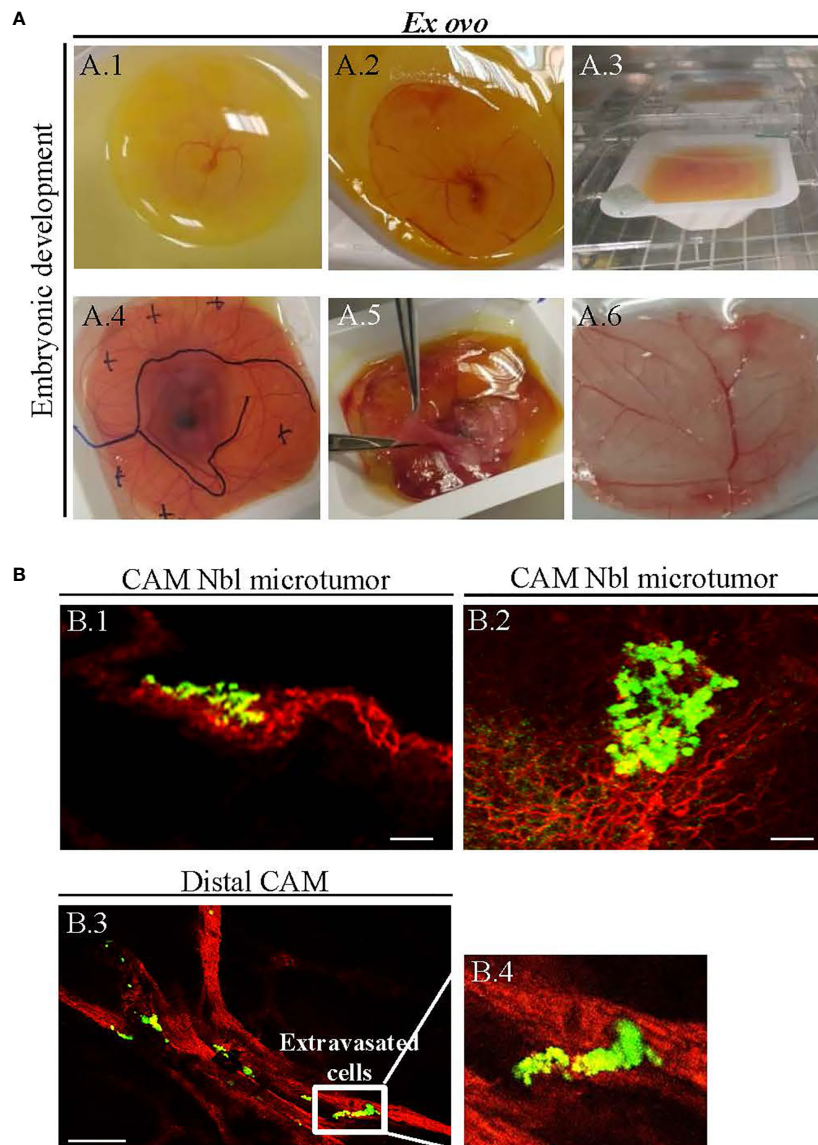 A
Ex ovo
Embryonic development
A.1
A.2
A.3
A.4
A.5
A.6
B
CAM Nbl microtumor
CAM Nbl microtumor
B.1
B.2
Distal CAM
B.3
Extravasated
cells
B.4